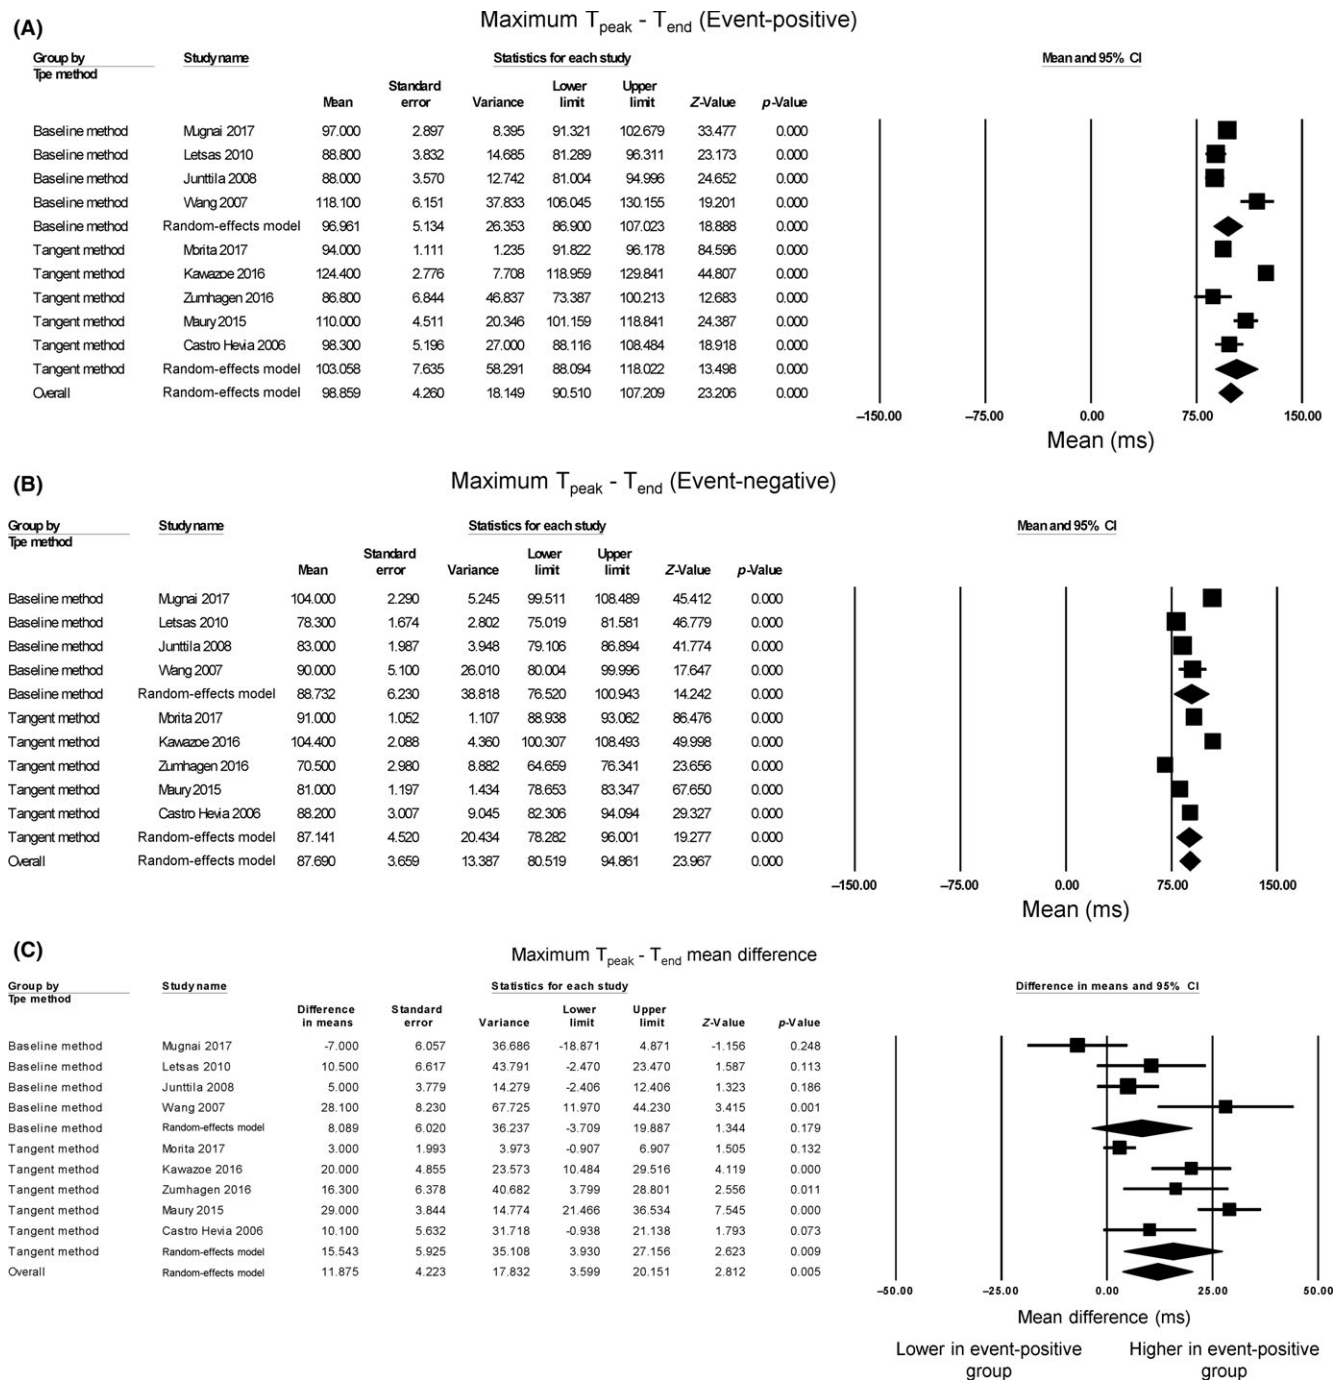 (A)
Maximum Tpeak - Tend (Event-positive)
Group by Study name Statistics for each study Mean and 95% CI
Tpe method
Mean Standard error Variance Lower limit Upper limit Z-Value p-Value
Baseline method Mugnai 2017 97.000 2.897 8.395 91.321 102.679 33.477 0.000
Baseline method Letsas 2010 88.800 3.832 14.685 81.289 96.311 23.173 0.000
Baseline method Junttila 2008 88.000 3.570 12.742 81.004 94.996 24.652 0.000
Baseline method Wang 2007 118.100 6.151 37.833 106.045 130.155 19.201 0.000
Baseline method Random-effects model 96.961 5.134 26.353 86.900 107.023 18.888 0.000
Tangent method Morita 2017 94.000 1.111 1.235 91.822 96.178 84.596 0.000
Tangent method Kawazoe 2016 124.400 2.776 7.708 118.959 129.841 44.807 0.000
Tangent method Zumhagen 2016 86.800 6.844 46.837 73.387 100.213 12.683 0.000
Tangent method Maury 2015 110.000 4.511 20.346 101.159 118.841 24.387 0.000
Tangent method Castro Hevia 2006 98.300 5.196 27.000 88.116 108.484 18.918 0.000
Tangent method Random-effects model 103.058 7.635 58.291 88.094 118.022 13.498 0.000
Overall Random-effects model 98.859 4.260 18.149 90.510 107.209 23.206 0.000
–150.00 –75.00 0.00 75.00 150.00
Mean (ms)
(B)
Maximum Tpeak - Tend (Event-negative)
Group by Study name Statistics for each study Mean and 95% CI
Tpe method
Mean Standard error Variance Lower limit Upper limit Z-Value p-Value
Baseline method Mugnai 2017 104.000 2.290 5.245 99.511 108.489 45.412 0.000
Baseline method Letsas 2010 78.300 1.674 2.802 75.019 81.581 46.779 0.000
Baseline method Junttila 2008 83.000 1.987 3.948 79.106 86.894 41.774 0.000
Baseline method Wang 2007 90.000 5.100 26.010 80.004 99.996 17.647 0.000
Baseline method Random-effects model 88.732 6.230 38.818 76.520 100.943 14.242 0.000
Tangent method Morita 2017 91.000 1.052 1.107 88.938 93.062 86.476 0.000
Tangent method Kawazoe 2016 104.400 2.088 4.360 100.307 108.493 49.998 0.000
Tangent method Zumhagen 2016 70.500 2.980 8.882 64.659 76.341 23.656 0.000
Tangent method Maury 2015 81.000 1.197 1.434 78.653 83.347 67.650 0.000
Tangent method Castro Hevia 2006 88.200 3.007 9.045 82.306 94.094 29.327 0.000
Tangent method Random-effects model 87.141 4.520 20.434 78.282 96.001 19.277 0.000
Overall Random-effects model 87.690 3.659 13.387 80.519 94.861 23.967 0.000
–150.00 –75.00 0.00 75.00 150.00
Mean (ms)
(C)
Maximum Tpeak - Tend mean difference
Group by Study name Statistics for each study Difference in means and 95% CI
Tpe method
Difference in means Standard error Variance Lower limit Upper limit Z-Value p-Value
Baseline method Mugnai 2017 -7.000 6.057 36.686 -18.871 4.871 -1.156 0.248
Baseline method Letsas 2010 10.500 6.617 43.791 -2.470 23.470 1.587 0.113
Baseline method Junttila 2008 5.000 3.779 14.279 -2.406 12.406 1.323 0.186
Baseline method Wang 2007 28.100 8.230 67.725 11.970 44.230 3.415 0.001
Baseline method Random-effects model 8.089 6.020 36.237 -3.709 19.887 1.344 0.179
Tangent method Morita 2017 3.000 1.993 3.973 -0.907 6.907 1.505 0.132
Tangent method Kawazoe 2016 20.000 4.855 23.573 10.484 29.516 4.119 0.000
Tangent method Zumhagen 2016 16.300 6.378 40.682 3.799 28.801 2.556 0.011
Tangent method Maury 2015 29.000 3.844 14.774 21.466 36.534 7.545 0.000
Tangent method Castro Hevia 2006 10.100 5.632 31.718 -0.938 21.138 1.793 0.073
Tangent method Random-effects model 15.543 5.925 35.108 3.930 27.156 2.623 0.009
Overall Random-effects model 11.875 4.223 17.832 3.599 20.151 2.812 0.005
–50.00 –25.00 0.00 25.00 50.00
Mean difference (ms)
Lower in event-positive Higher in event-positive
group group